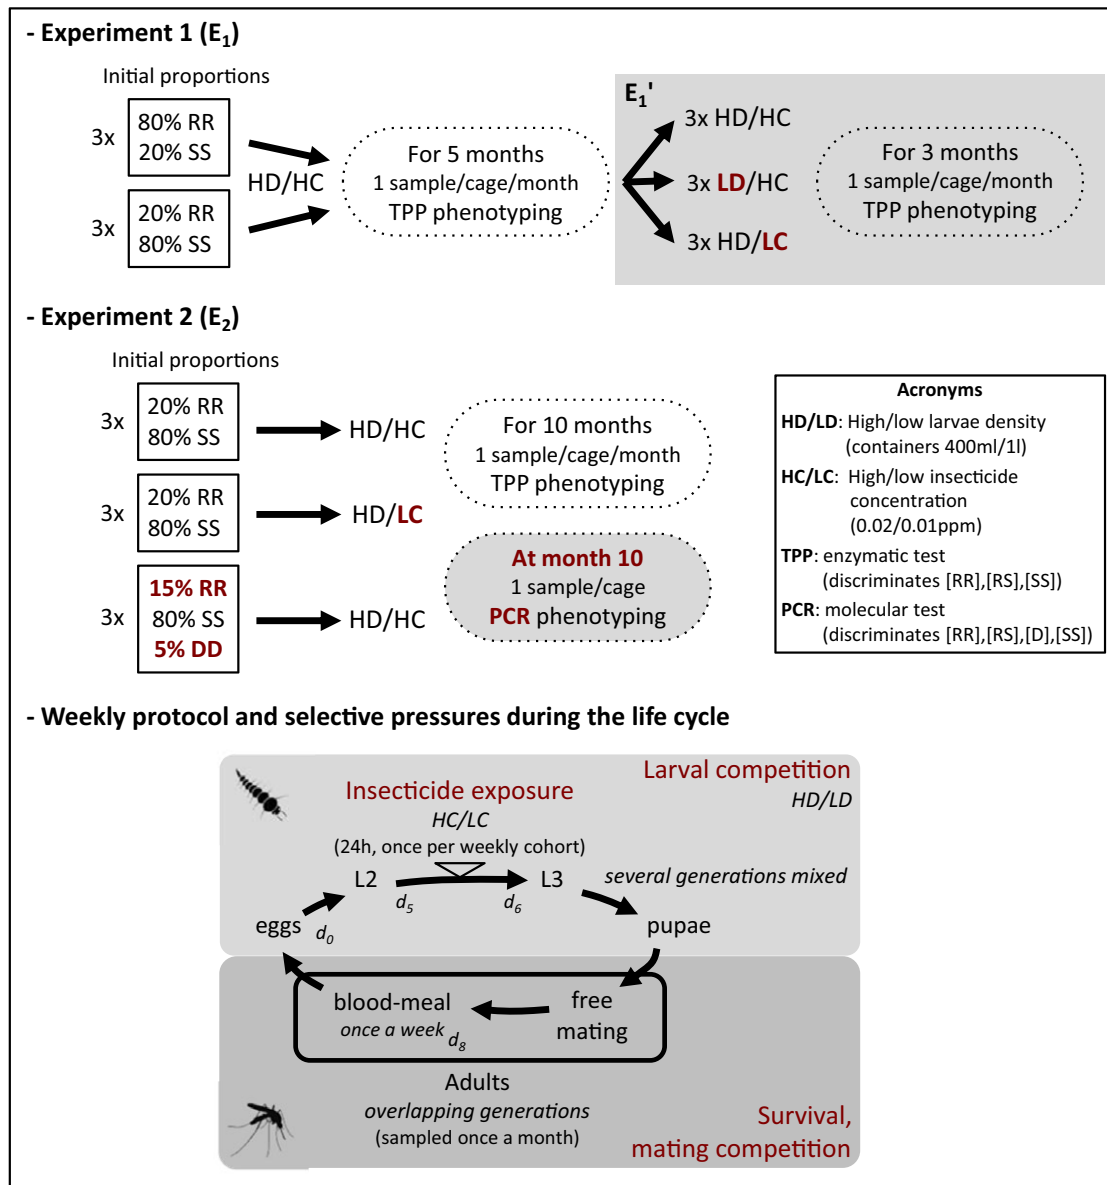 - Experiment 1 (E1)
Initial proportions
3x
80% RR
20% SS
3x
20% RR
80% SS
HD/HC
For 5 months
1 sample/cage/month
TPP phenotyping
E1'
3x HD/HC
3x LD/HC
3x HD/LC
For 3 months
1 sample/cage/month
TPP phenotyping
- Experiment 2 (E2)
Initial proportions
3x
20% RR
80% SS
HD/HC
3x
20% RR
80% SS
HD/LC
3x
15% RR
80% SS
5% DD
HD/HC
For 10 months
1 sample/cage/month
TPP phenotyping
At month 10
1 sample/cage
PCR phenotyping
Acronyms
HD/LD: High/low larvae density
(containers 400ml/1l)
HC/LC: High/low insecticide
concentration
(0.02/0.01ppm)
TPP: enzymatic test
(discriminates [RR],[RS],[SS])
PCR: molecular test
(discriminates [RR],[RS],[D],[SS])
- Weekly protocol and selective pressures during the life cycle
Larval competition
HD/LD
Insecticide exposure
HC/LC
(24h, once per weekly cohort)
L2
L3
several generations mixed
d5
d6
eggs
d0
pupae
blood-meal
once a week
d8
free
mating
Adults
overlapping generations
(sampled once a month)
Survival,
mating competition